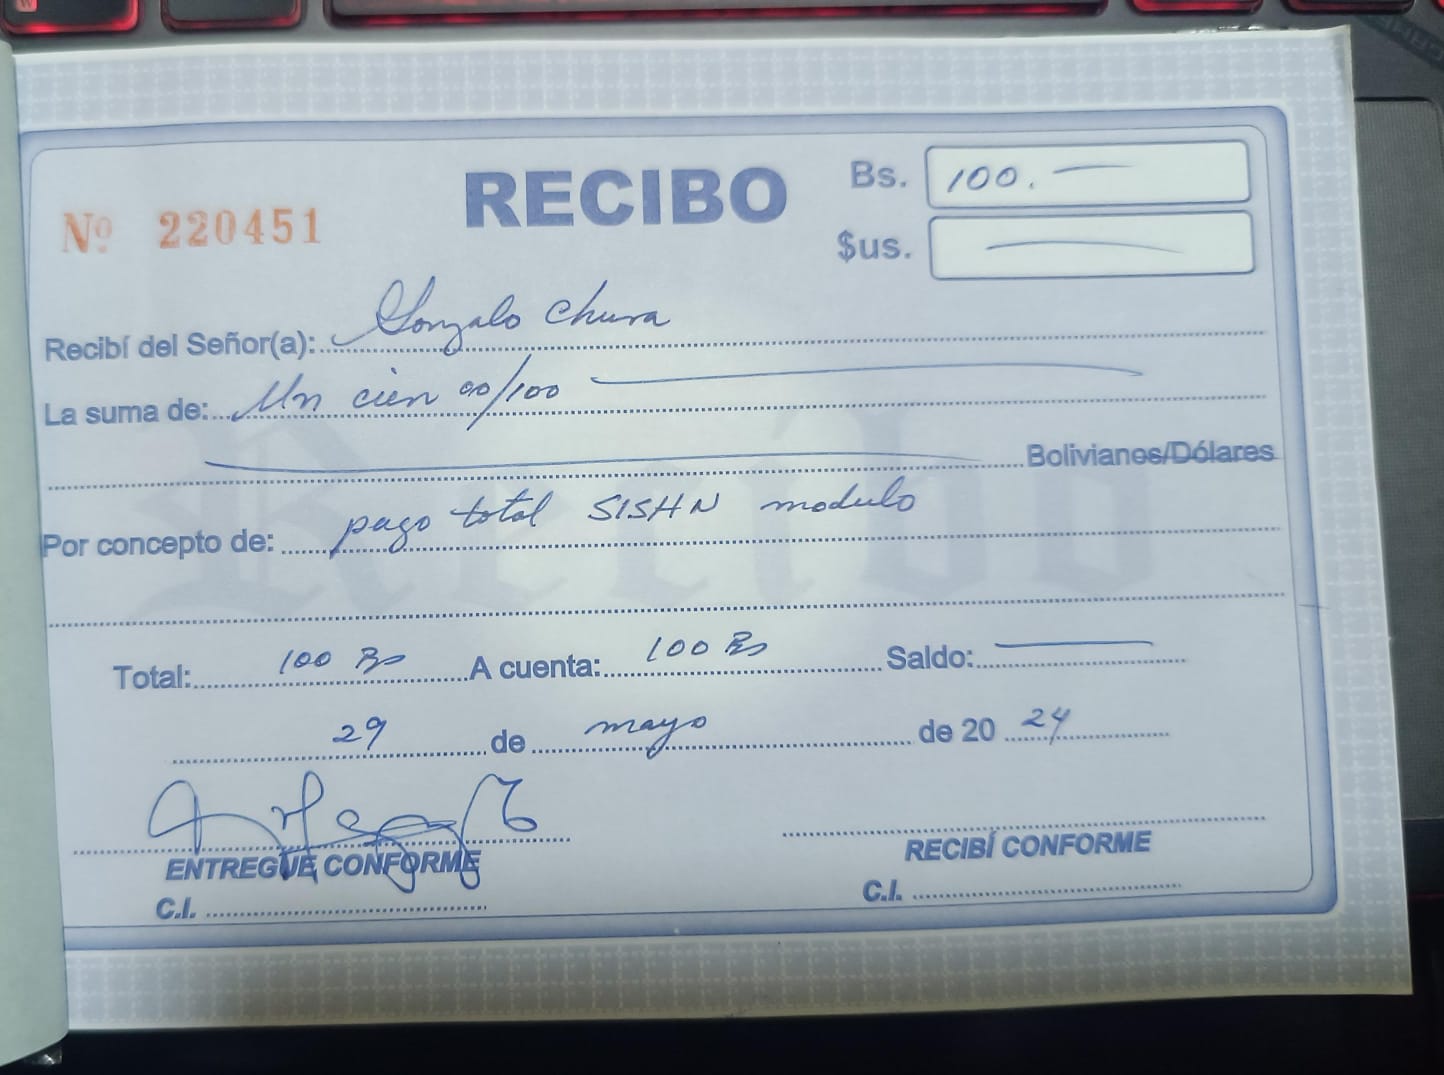 RECIBO
Bs. 100.
Nº 220451
$us.
Recibí del Señor(a): Gonzalo Chura
La suma de: Un cien 00/100
Bolivianos/Dólares
Por concepto de: pago total SISHN modulo
Total: 100 Bs A cuenta: 100 Bs Saldo:
29 de mayo de 20 24
ENTREGUE CONFORME
RECIBÍ CONFORME
C.I.
C.I.